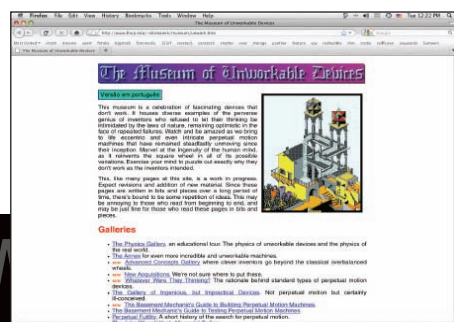 Firefox File Edit View History Bookmarks Tools Window Help
Tue 12:22 PM
The Museum of Unworkable Devices
The Museum of Unworkable Devices
The Museum of Unworkable Devices
Versão em português
This museum is a celebration of fascinating devices that
don't work. It houses diverse examples of the perverse
genius of inventors who refused to let their thinking be
intimidated by the laws of nature, remaining optimistic in the
face of repeated failures. Watch and be amazed as we bring
to life eccentric and even intricate perpetual motion
machines that have remained steadfastly unmoving since
their inception. Marvel at the ingenuity of the human mind,
as it reinvents the square wheel in all of its possible
variations. Exercise your mind to puzzle out exactly why they
don't work as the inventors intended.
This, like many pages at this site, is a work in progress.
Expect revisions and addition of new material. Since these
pages are written in bits and pieces over a long period of
time, there's bound to be some repetition of ideas. This may
be annoying to those who read from beginning to end, and
may be just fine for those who read these pages in bits and
pieces.
Galleries
The Physics Gallery, an educational tour. The physics of unworkable devices and the physics of
the real world.
The Annex for even more incredible and unworkable machines.
Advanced Concepts Gallery where clever inventors go beyond the classical overbalanced
wheels.
New Acquisitions. We're not sure where to put these.
Whatever Were They Thinking? The rationale behind standard types of perpetual motion
devices.
The Gallery of Ingenious, but Impractical Devices. Not perpetual motion but certainly
ill-conceived.
The Basement Mechanic's Guide to Building Perpetual Motion Machines.
The Basement Mechanic's Guide to Testing Perpetual Motion Machines.
Perpetual Futility. A short history of the search for perpetual motion.